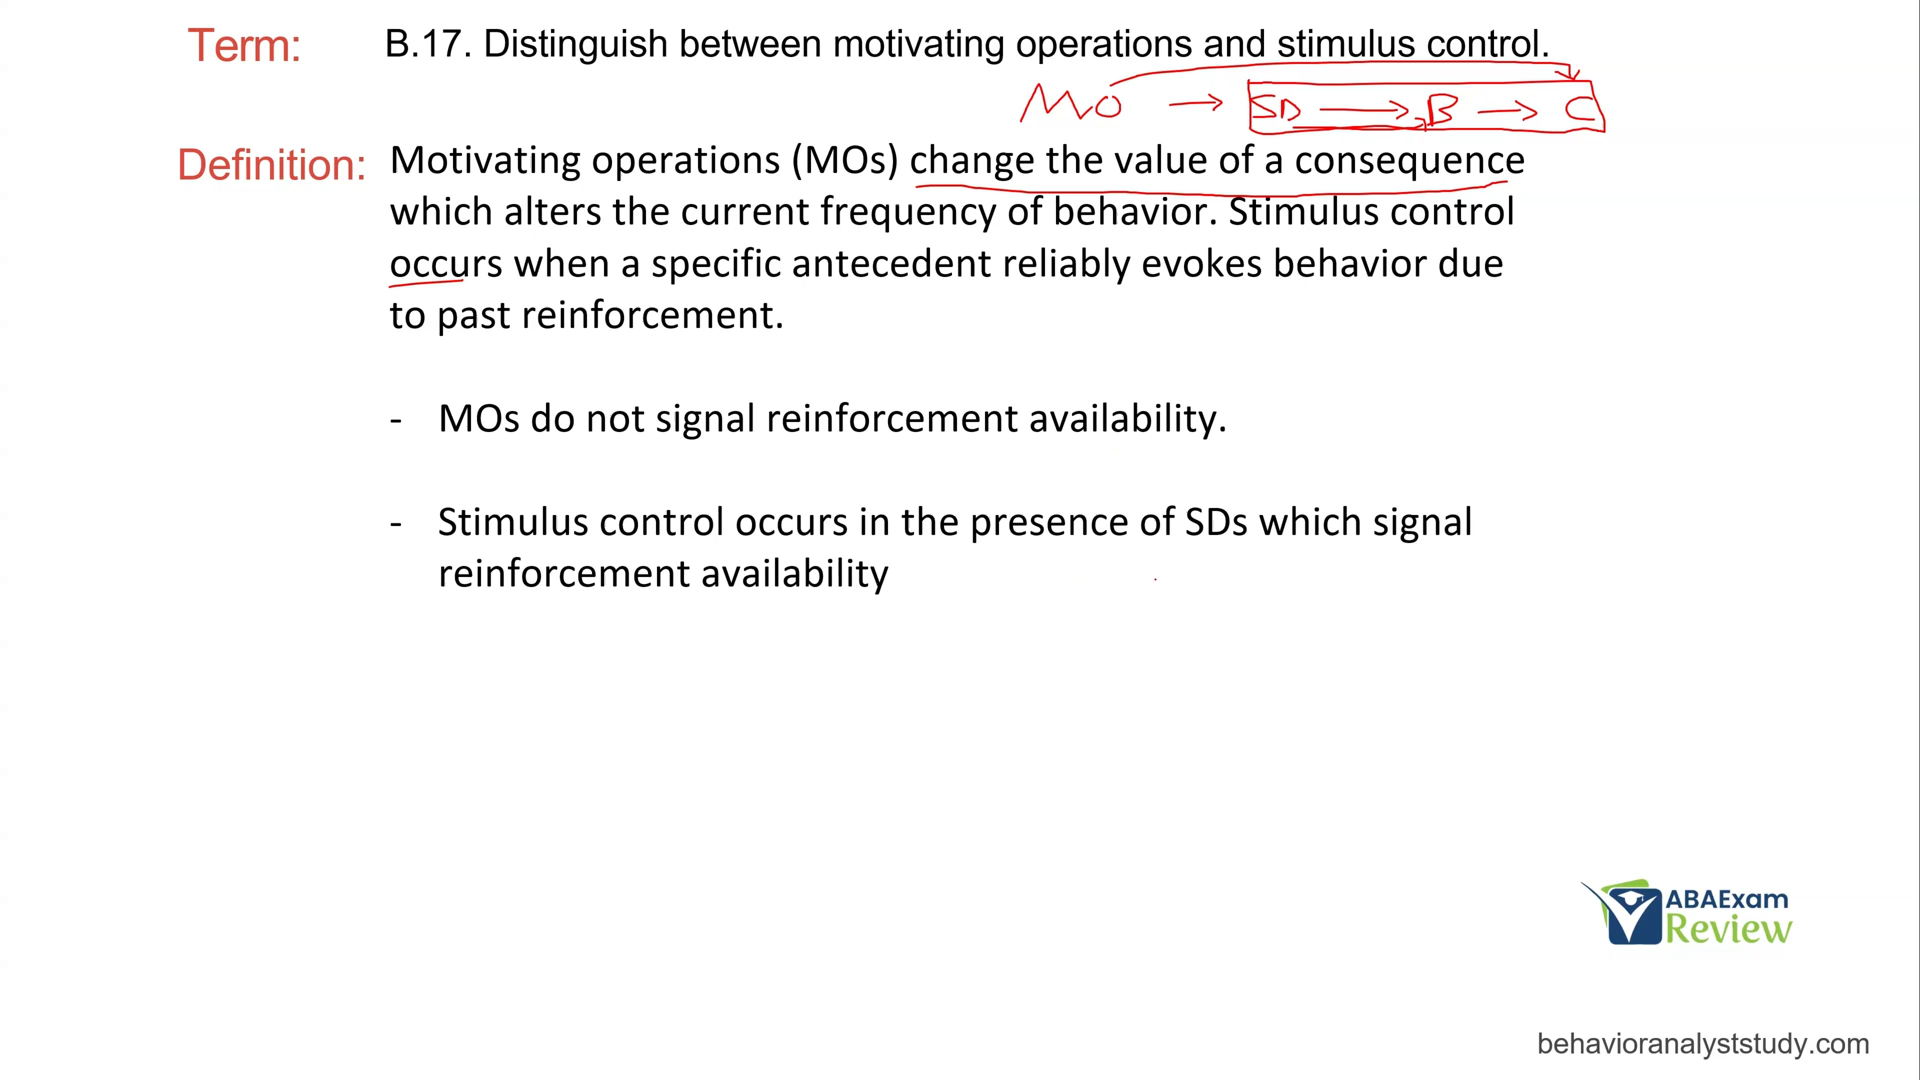 Term: B.17. Distinguish between motivating operations and stimulus control.
MO → SD → B → C
Definition: Motivating operations (MOs) change the value of a consequence
which alters the current frequency of behavior. Stimulus control
occurs when a specific antecedent reliably evokes behavior due
to past reinforcement.
- MOs do not signal reinforcement availability.
- Stimulus control occurs in the presence of SDs which signal
reinforcement availability
ABAExam
Review
behavioranalyststudy.com